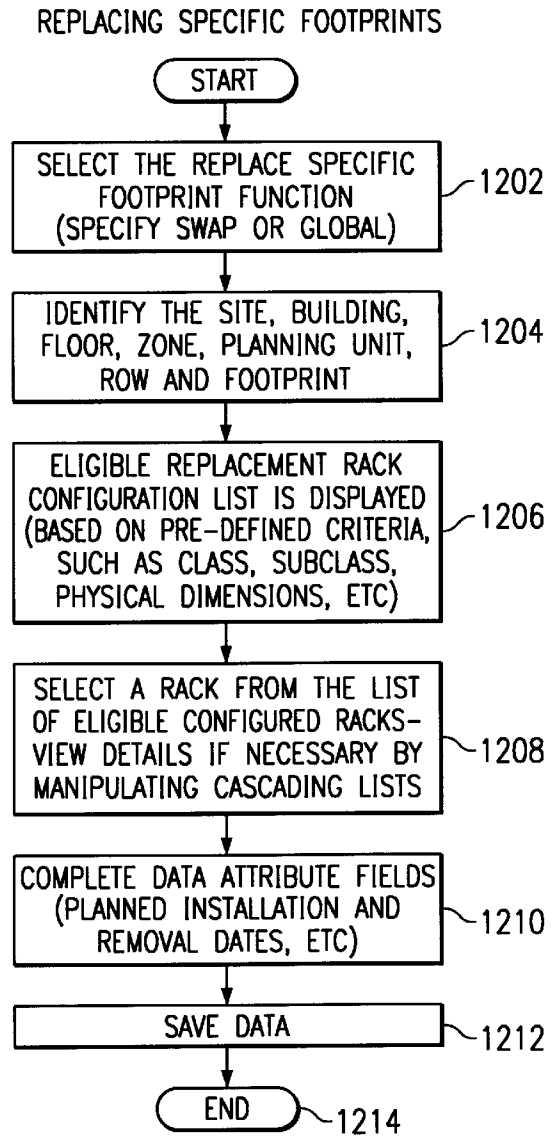 REPLACING SPECIFIC FOOTPRINTS
START
SELECT THE REPLACE SPECIFIC
FOOTPRINT FUNCTION
(SPECIFY SWAP OR GLOBAL)
1202
IDENTIFY THE SITE, BUILDING,
FLOOR, ZONE, PLANNING UNIT,
ROW AND FOOTPRINT
1204
ELIGIBLE REPLACEMENT RACK
CONFIGURATION LIST IS DISPLAYED
(BASED ON PRE-DEFINED CRITERIA,
SUCH AS CLASS, SUBCLASS,
PHYSICAL DIMENSIONS, ETC)
1206
SELECT A RACK FROM THE LIST
OF ELIGIBLE CONFIGURED RACKS-
VIEW DETAILS IF NECESSARY BY
MANIPULATING CASCADING LISTS
1208
COMPLETE DATA ATTRIBUTE FIELDS
(PLANNED INSTALLATION AND
REMOVAL DATES, ETC)
1210
SAVE DATA
1212
END
1214